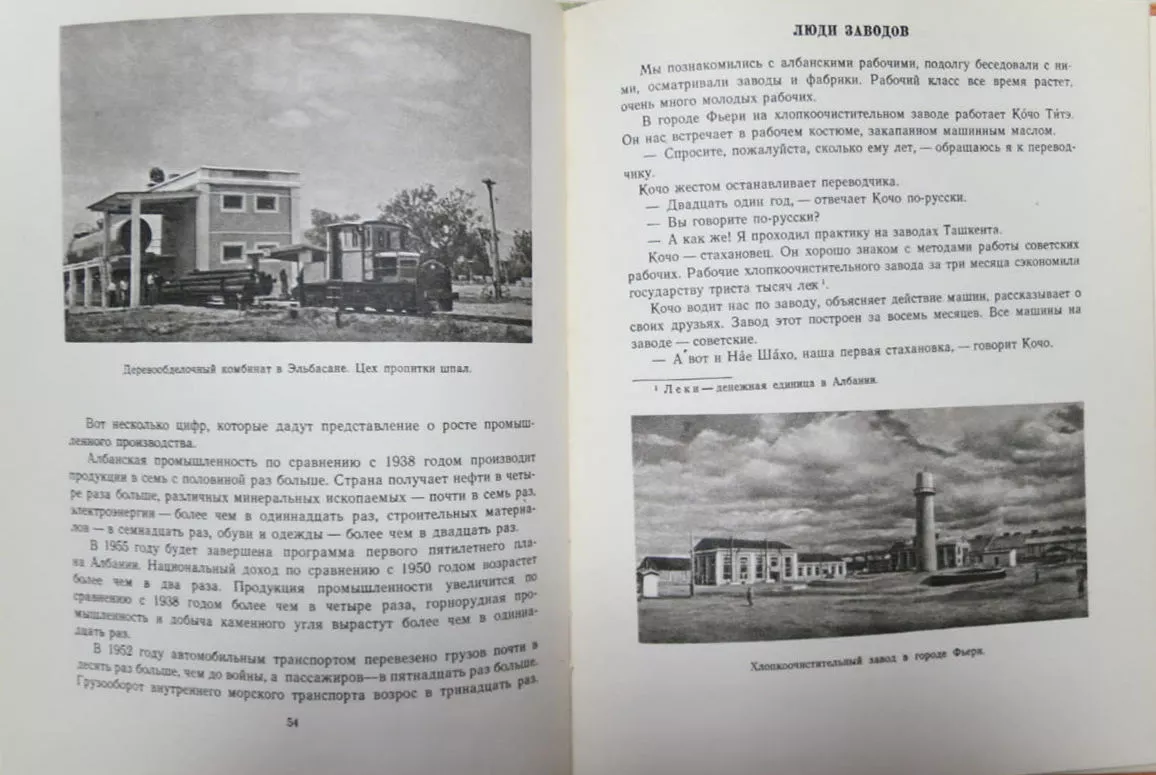 Деревообделочный комбинат в Эльбасане. Цех пропитки шпал.
Вот несколько цифр, которые дадут представление о росте промыш-
ленного производства.
Албанская промышленность по сравнению с 1938 годом производит
продукции в семь с половиной раз больше. Страна получает нефти в четы-
ре раза больше, различных минеральных ископаемых — почти в семь раз,
электроэнергии — более чем в одиннадцать раз, строительных материа-
лов — в семнадцать раз, обуви и одежды — более чем в двадцать раз.
В 1955 году будет завершена программа первого пятилетнего пла-
на Албании. Национальный доход по сравнению с 1950 годом возрастет
более чем в два раза. Продукция промышленности увеличится по
сравнению с 1938 годом более чем в четыре раза, горнорудная про-
мышленность и добыча каменного угля вырастут более чем в одинна-
дцать раз.
В 1952 году автомобильным транспортом перевезено грузов почти в
десять раз больше, чем до войны, а пассажиров—в пятнадцать раз больше.
Грузооборот внутреннего морского транспорта возрос в тринадцать раз.
54
ЛЮДИ ЗАВОДОВ
Мы познакомились с албанскими рабочими, подолгу беседовали с ни-
ми, осматривали заводы и фабрики. Рабочий класс все время растет,
очень много молодых рабочих.
В городе Фьери на хлопкоочистительном заводе работает Ко́чо Ти́тэ.
Он нас встречает в рабочем костюме, закапанном машинным маслом.
— Спросите, пожалуйста, сколько ему лет, — обращаюсь я к перевод-
чику.
Кочо жестом останавливает переводчика.
— Двадцать один год, — отвечает Кочо по-русски.
— Вы говорите по-русски?
— А как же! Я проходил практику на заводах Ташкента.
Кочо — стахановец. Он хорошо знаком с методами работы советских
рабочих. Рабочие хлопкоочистительного завода за три месяца сэкономили
государству триста тысяч лек¹.
Кочо водит нас по заводу, объясняет действие машин, рассказывает о
своих друзьях. Завод этот построен за восемь месяцев. Все машины на
заводе — советские.
— А вот и На́е Ша́хо, наша первая стахановка, — говорит Кочо.
¹ Леки — денежная единица в Албании.
Хлопкоочистительный завод в городе Фьери.